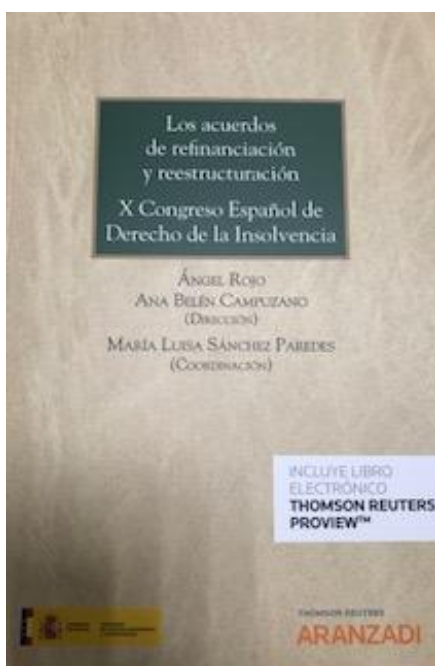 Los acuerdos
de refinanciación
y reestructuración
X Congreso Español de
Derecho de la Insolvencia
Ángel Rojo
Ana Belén Campuzano
(Dirección)
María Luisa Sánchez Paredes
(Coordinación)
INCLUYE LIBRO
ELECTRÓNICO
THOMSON REUTERS
PROVIEW™
THOMSON REUTERS
ARANZADI